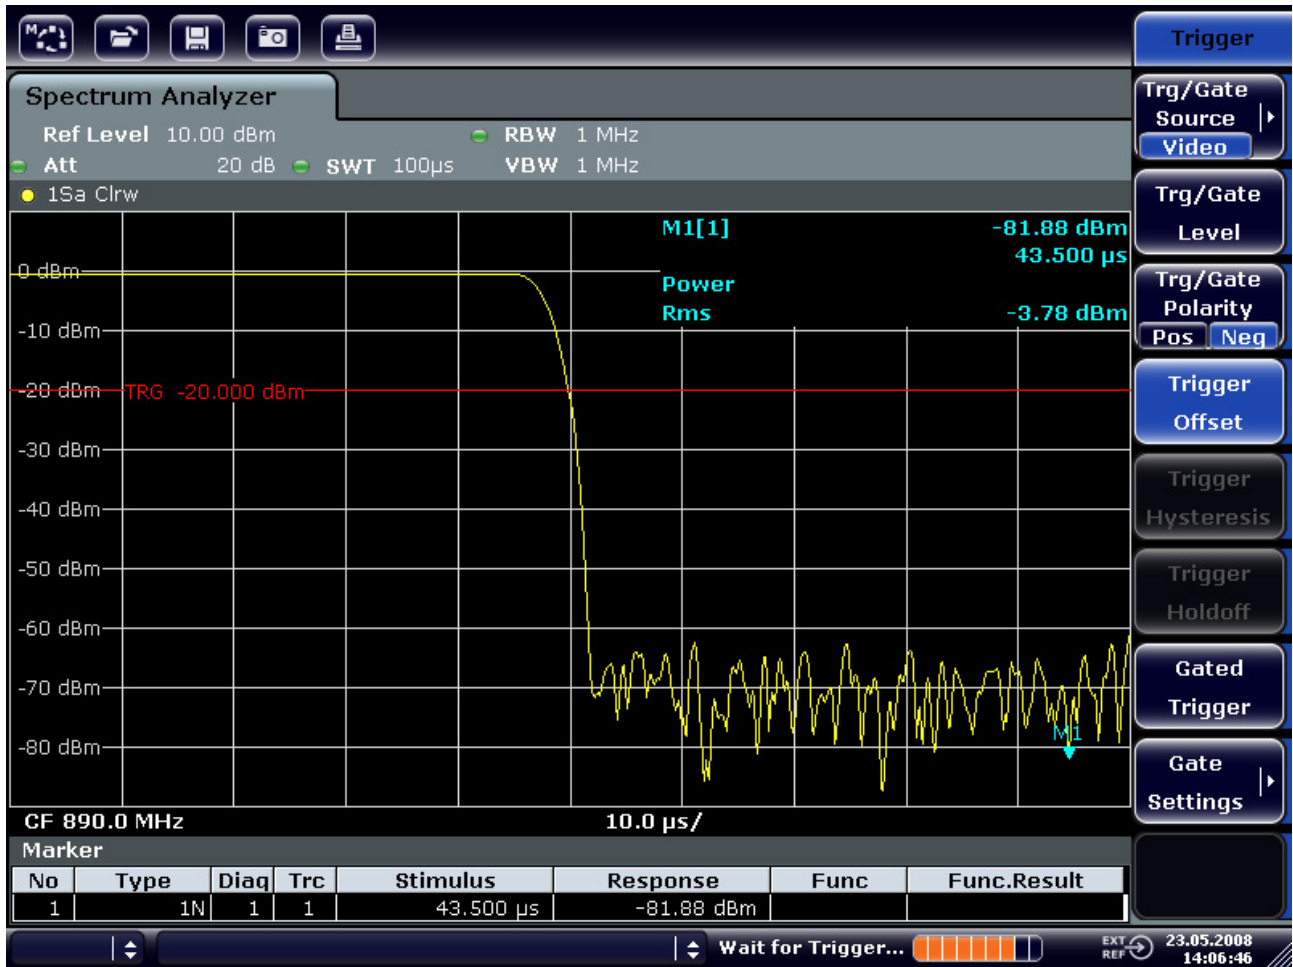 Trigger
Spectrum Analyzer
Ref Level 10.00 dBm RBW 1 MHz
Att 20 dB SWT 100µs VBW 1 MHz
1Sa Clrw
M1[1] -81.88 dBm
43.500 µs
Power
Rms -3.78 dBm
0 dBm
-10 dBm
-20 dBm TRG -20.000 dBm
-30 dBm
-40 dBm
-50 dBm
-60 dBm
-70 dBm
-80 dBm
M1
CF 890.0 MHz 10.0 µs/
Marker
No Type Diag Trc Stimulus Response Func Func.Result
1 1N 1 1 43.500 µs -81.88 dBm
Trg/Gate
Source
Video
Trg/Gate
Level
Trg/Gate
Polarity
Pos Neg
Trigger
Offset
Trigger
Hysteresis
Trigger
Holdoff
Gated
Trigger
Gate
Settings
Wait for Trigger...
EXT
REF
23.05.2008
14:06:46
M